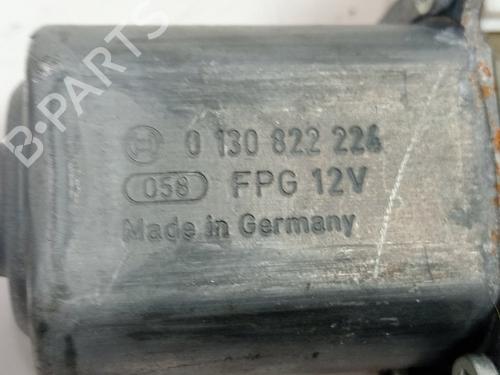 B-PARTS
0 130 822 226
058 FPG 12V
Made in Germany